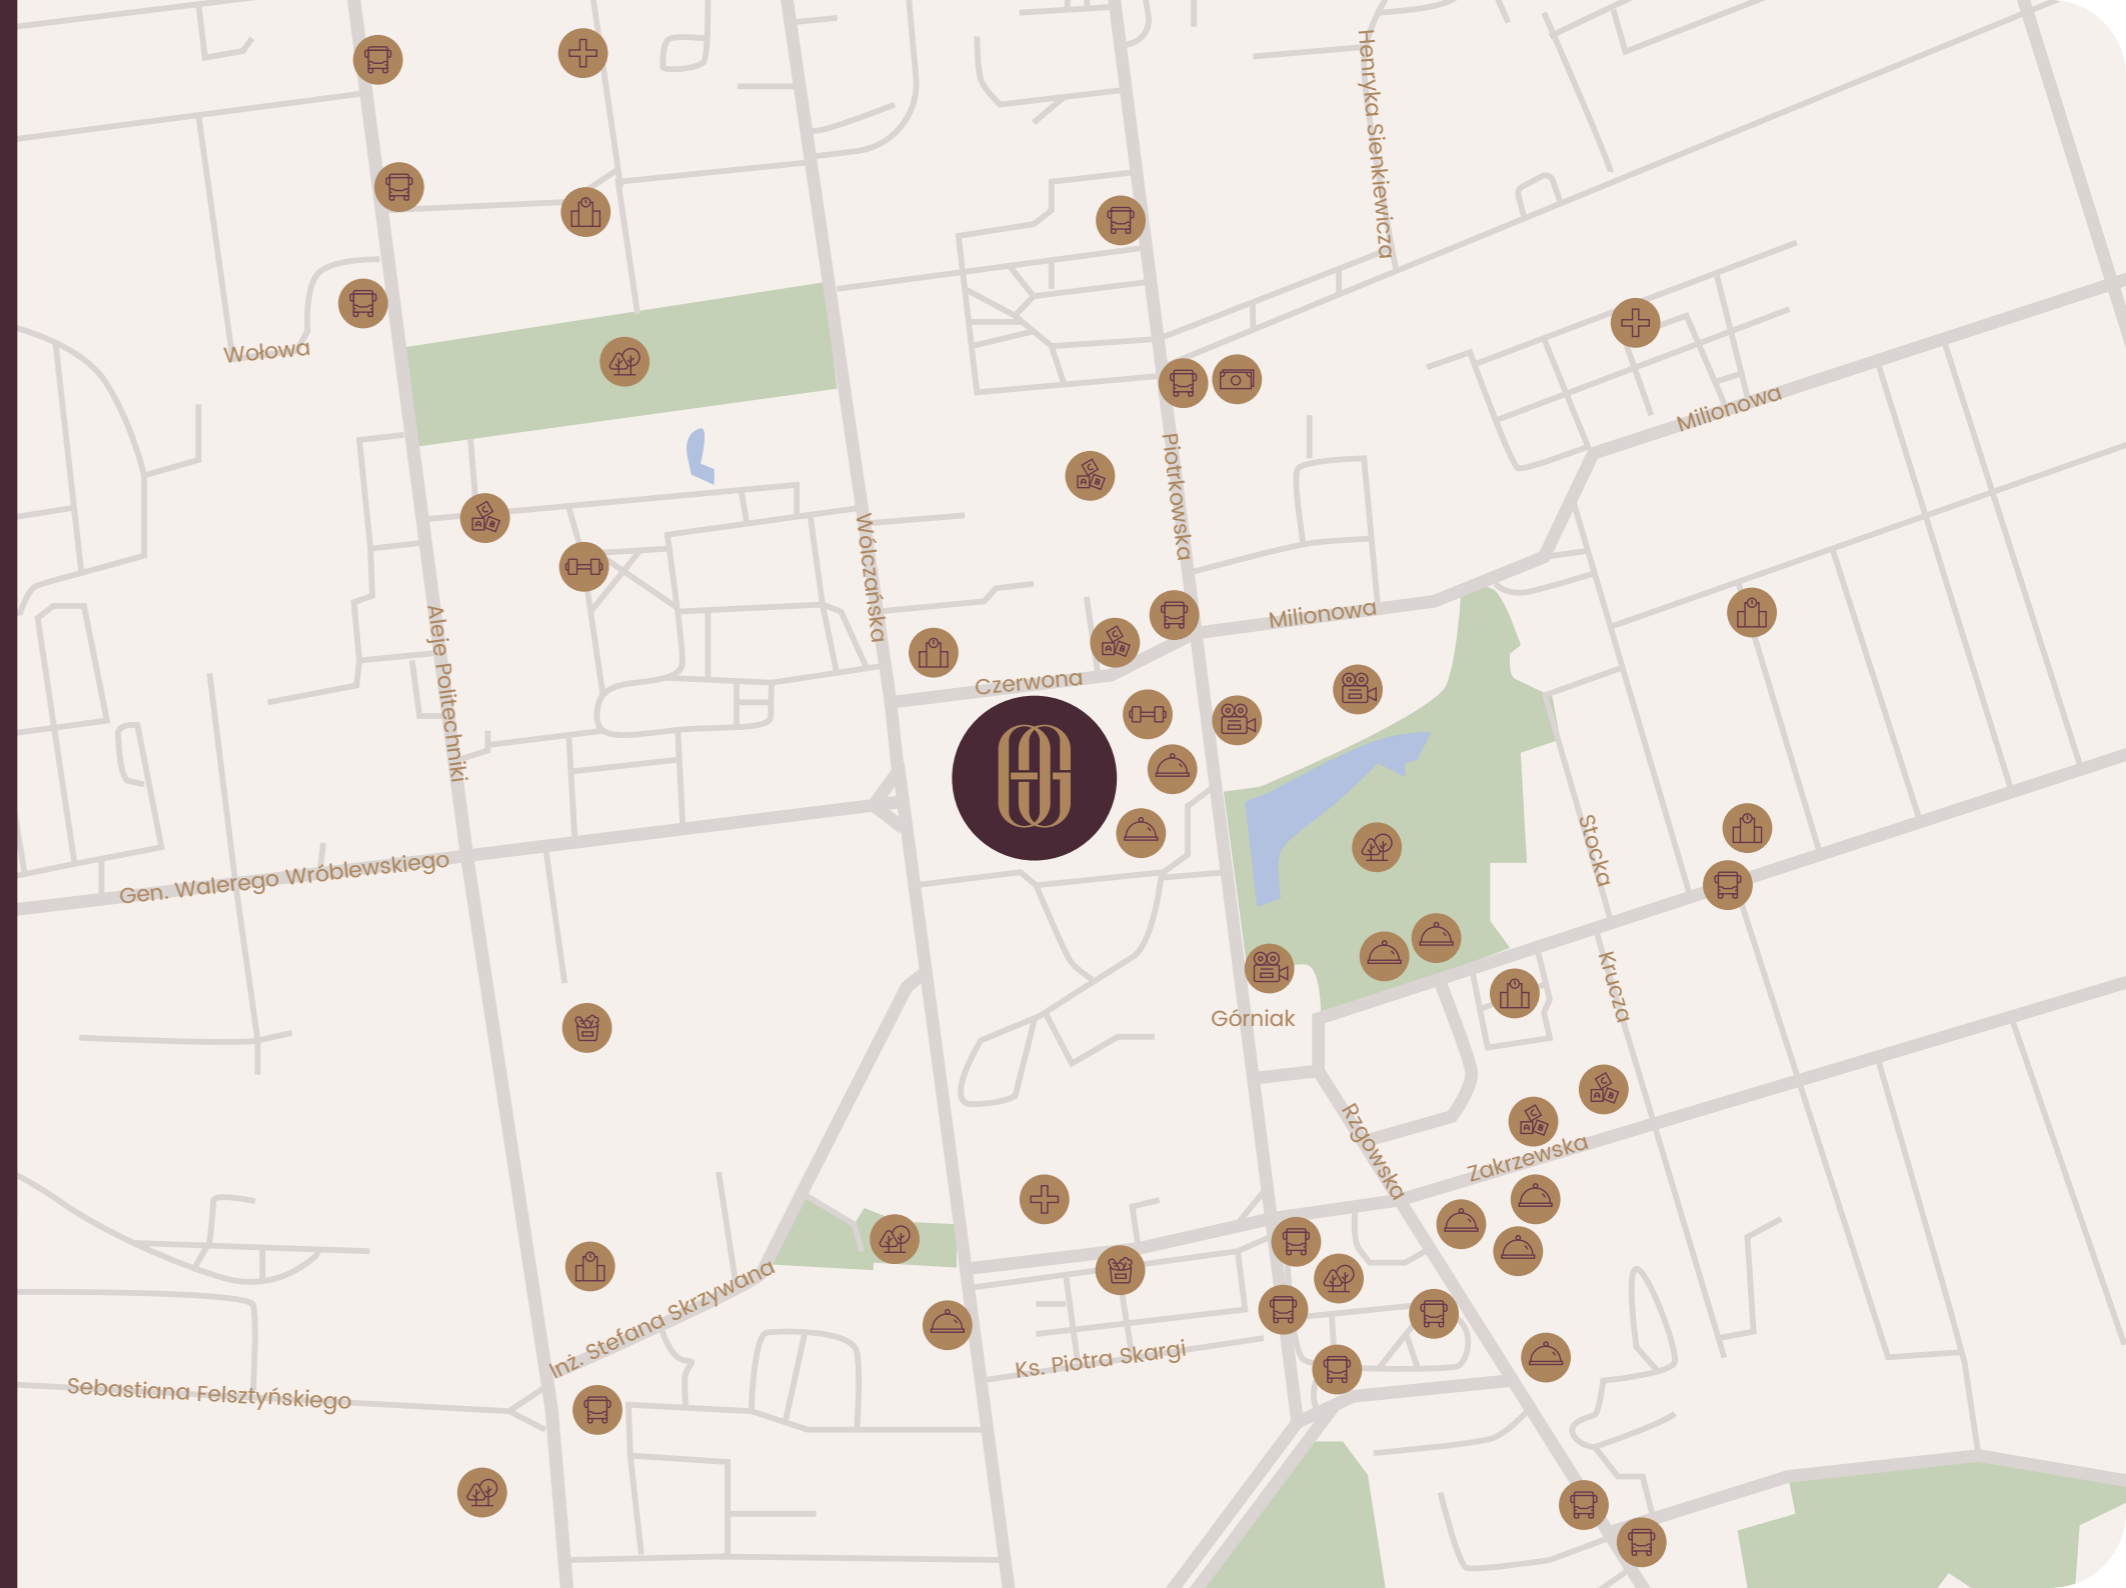 Henryka Sienkiewicza
Wołowa
Milionowa
Piotrkowska
Wólczańska
Aleje Politechniki
Milionowa
Czerwona
Stocka
Gen. Walerego Wróblewskiego
Krucza
Górniak
Rzgowska
Zakrzewska
Inż. Stefana Skrzywana
Ks. Piotra Skargi
Sebastiana Felsztyńskiego